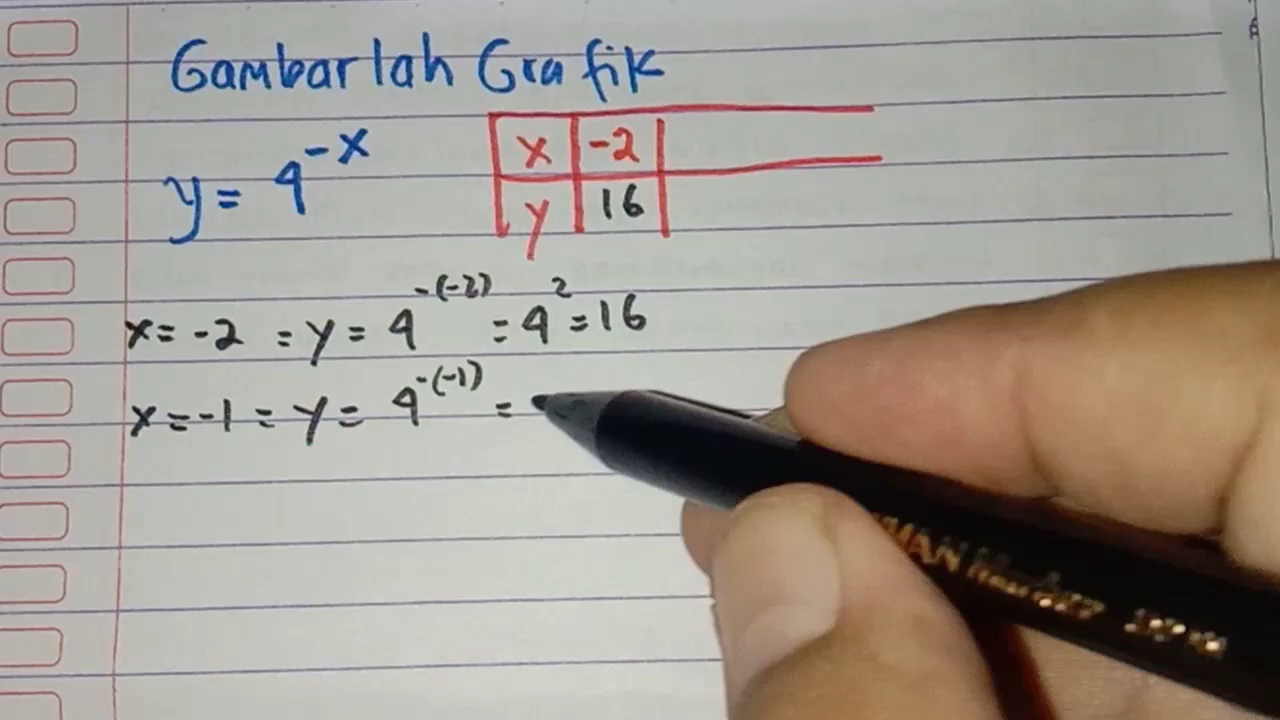 Gambarlah Grafik
y = 4^-x
x -2
y 16
x = -2 = y = 4^-(-2) = 4^2 = 16
x = -1 = y = 4^-(-1) =